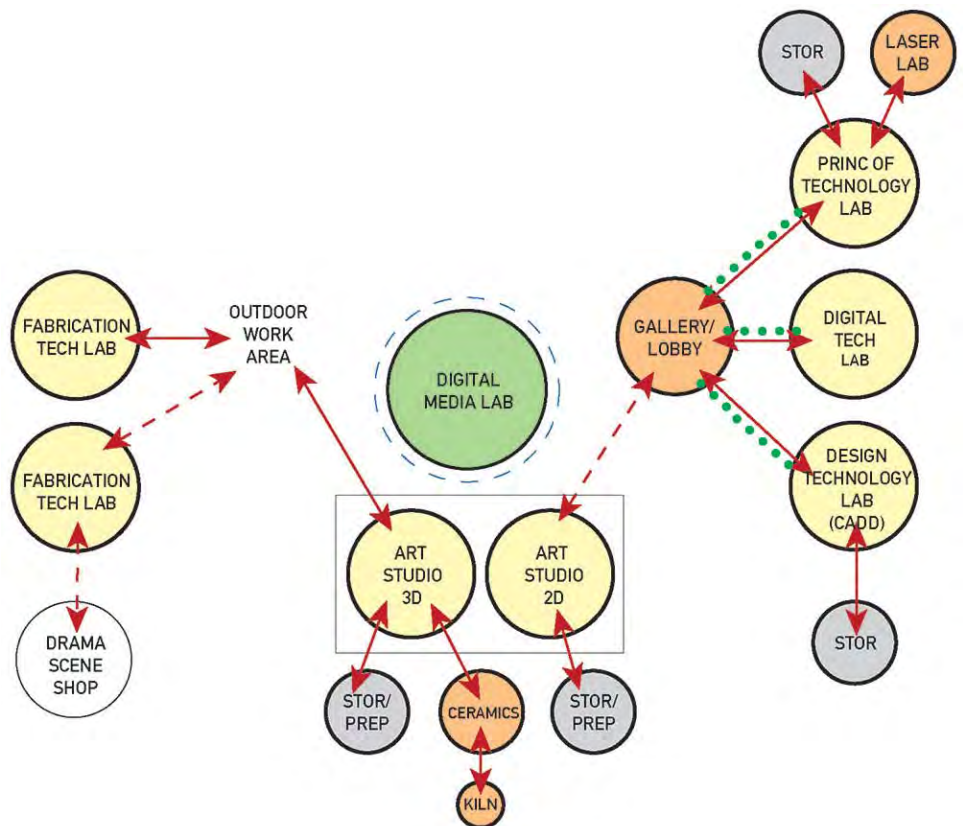 STOR
LASER
LAB
PRINC OF
TECHNOLOGY
LAB
FABRICATION
TECH LAB
OUTDOOR
WORK
AREA
DIGITAL
MEDIA LAB
GALLERY/
LOBBY
DIGITAL
TECH
LAB
FABRICATION
TECH LAB
DESIGN
TECHNOLOGY
LAB
(CADD)
ART
STUDIO
3D
ART
STUDIO
2D
DRAMA
SCENE
SHOP
STOR
STOR/
PREP
CERAMICS
STOR/
PREP
KILN